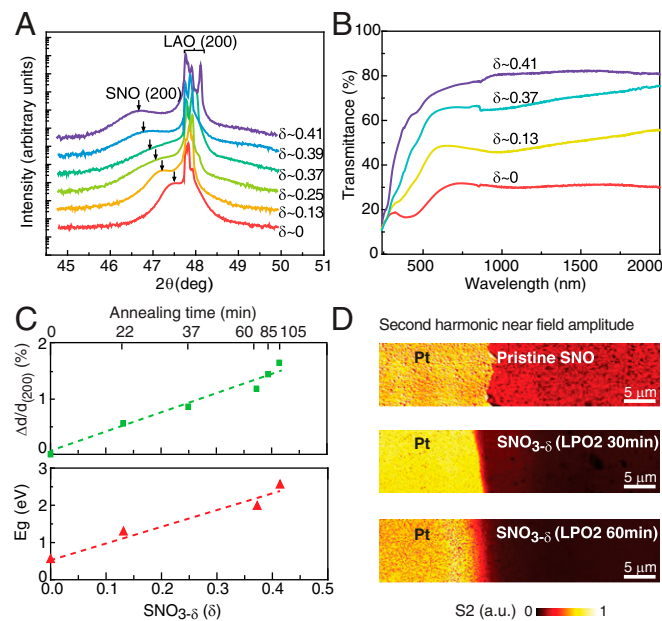 A
LAO (200)
SNO (200)
δ~0.41
δ~0.39
δ~0.37
δ~0.25
δ~0.13
δ~0
Intensity (arbitrary units)
45 46 47 48 49 50 51
2θ(deg)
B
100
80
60
40
20
0
Transmittance (%)
δ~0.41
δ~0.37
δ~0.13
δ~0
500 1000 1500 2000
Wavelength (nm)
C
Annealing time (min)
0 22 37 60 85 105
2
1
0
Δd/d(200) (%)
3
2
1
0
Eg (eV)
0.0 0.1 0.2 0.3 0.4 0.5
SNO3-δ (δ)
D
Second harmonic near field amplitude
Pt Pristine SNO
5 μm
Pt SNO3-δ (LPO2 30min)
5 μm
Pt SNO3-δ (LPO2 60min)
5 μm
S2 (a.u.) 0 1